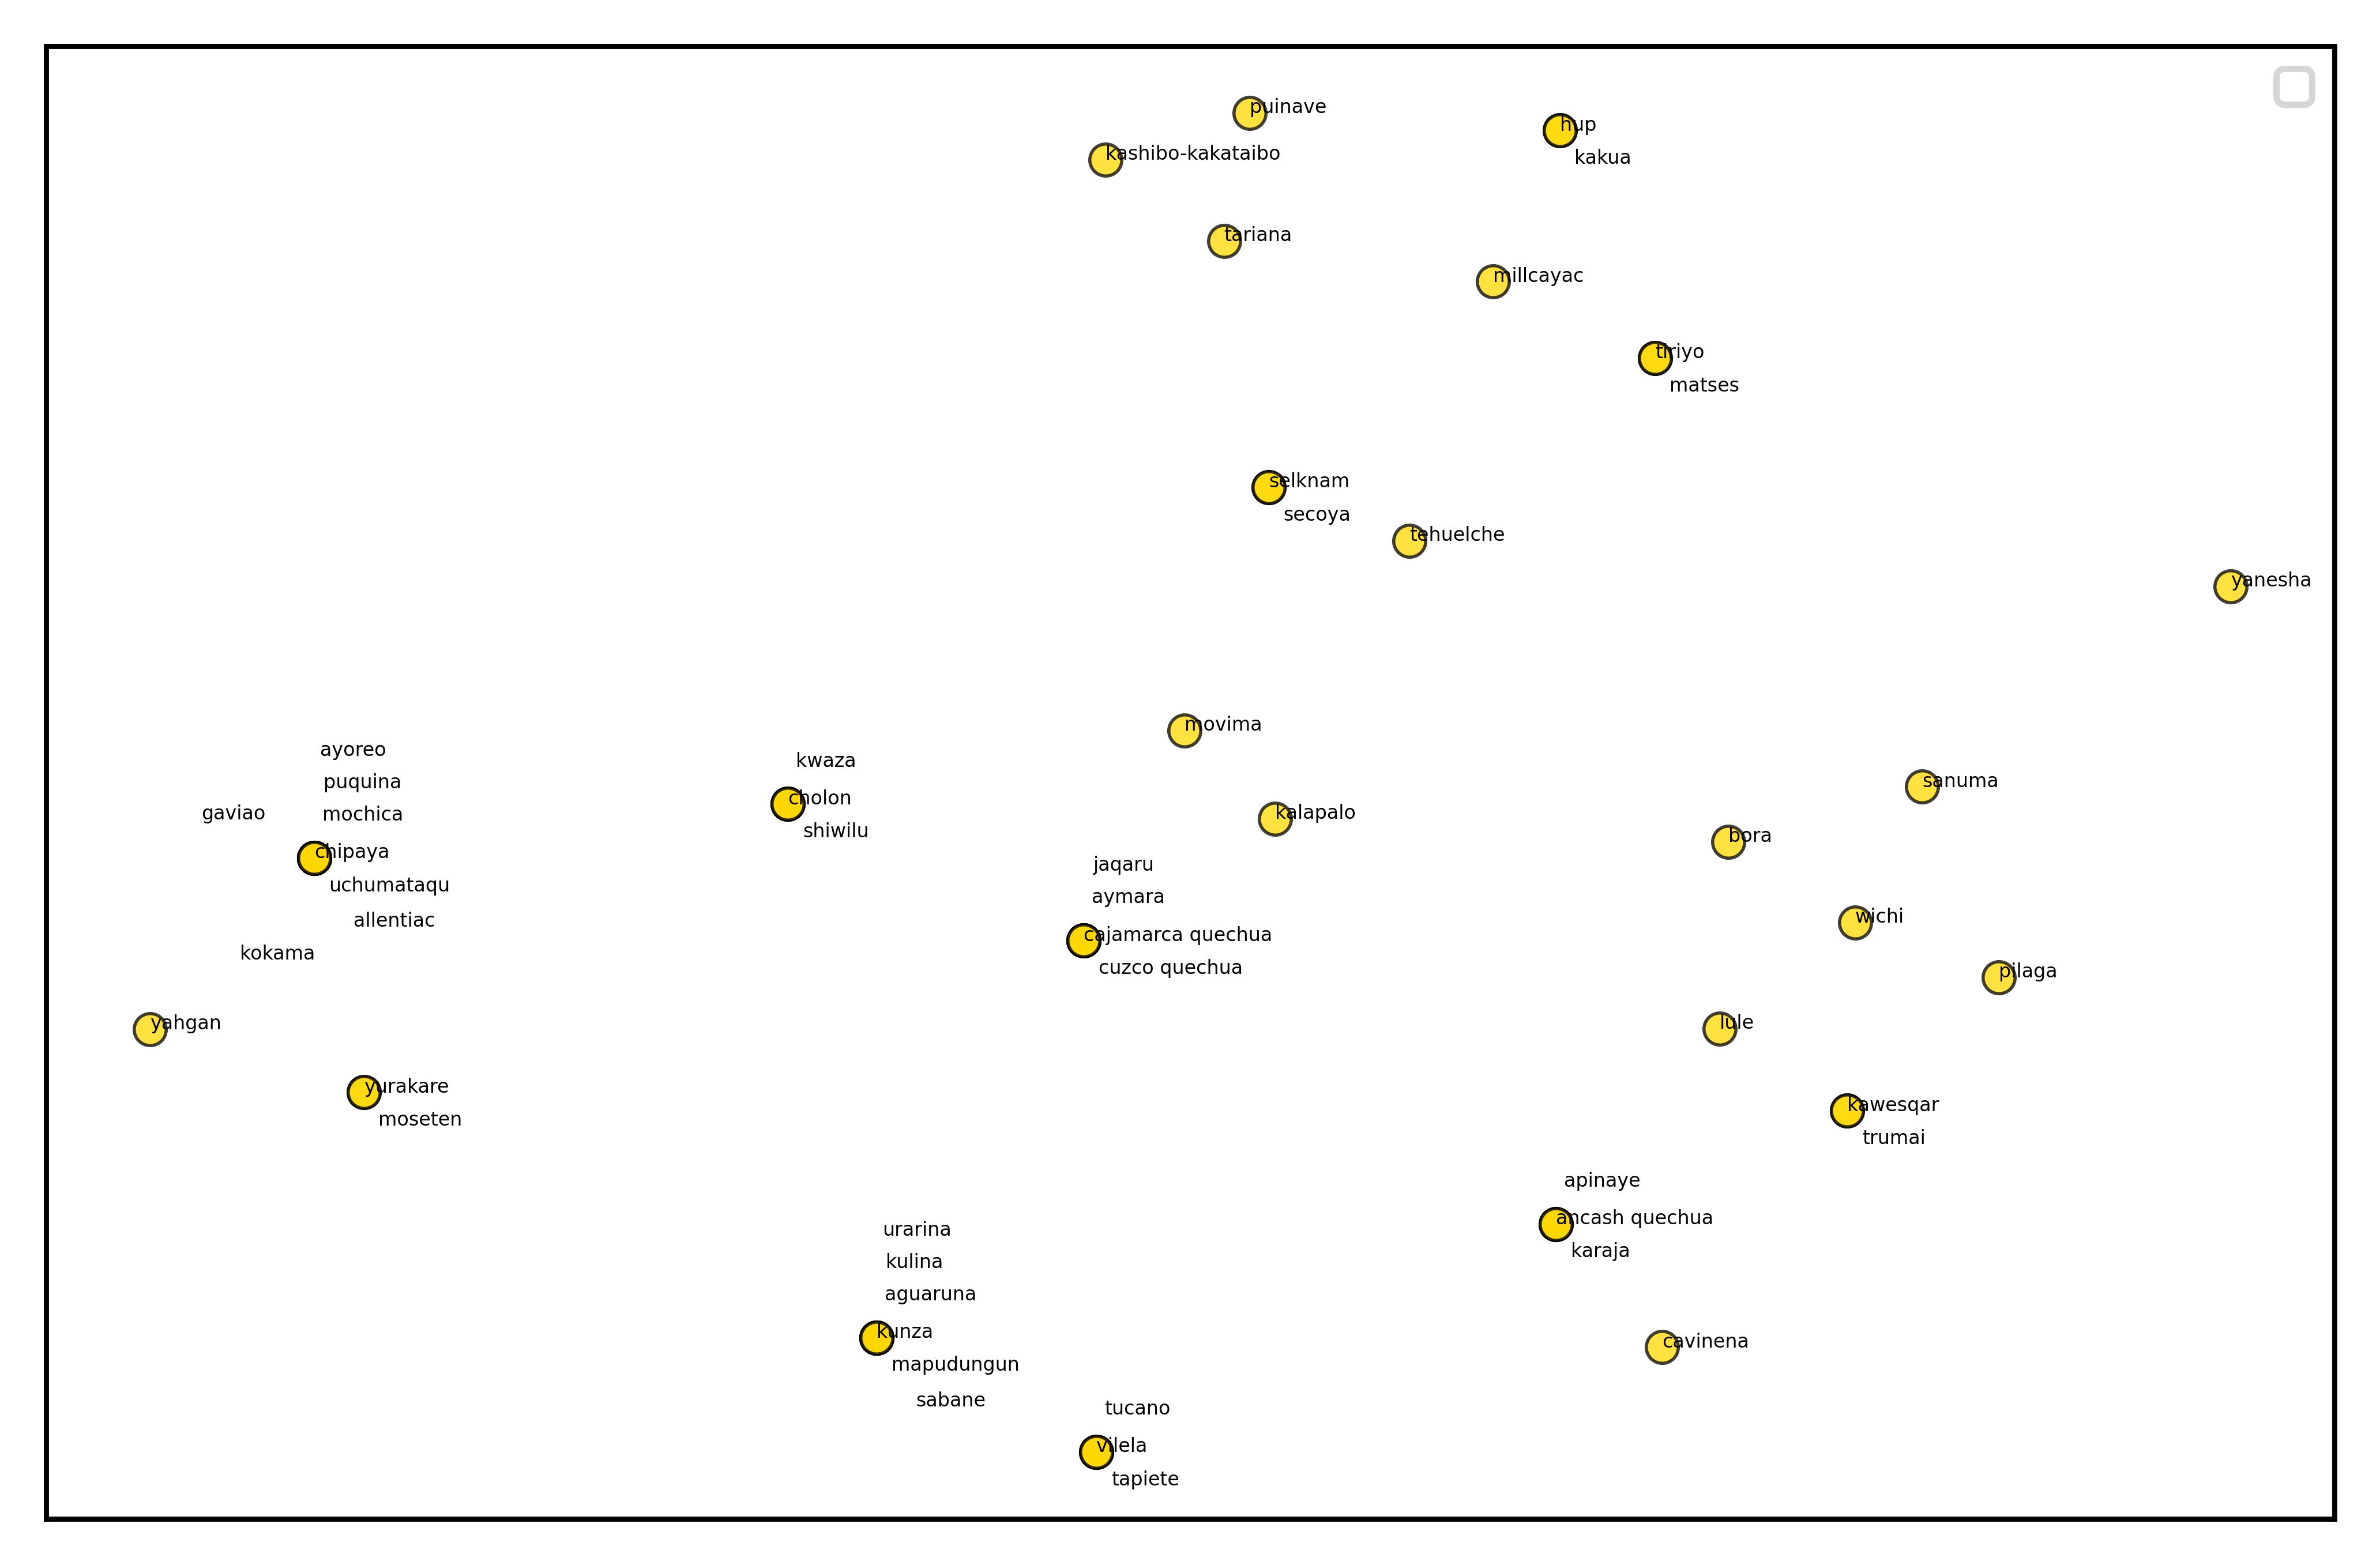 puinave
hup
kashibo-kakataibo
kakua
tariana
millcayac
tiriyo
matses
selknam
secoya
tehuelche
yanesha
movima
ayoreo
kwaza
puquina
sanuma
cholon
gaviao
mochica
kalapalo
shiwilu
bora
chipaya
jaqaru
uchumataqu
aymara
wichi
allentiac
cajamarca quechua
kokama
cuzco quechua
pilaga
yahgan
lule
yurakare
kawesqar
moseten
trumai
apinaye
ancash quechua
urarina
karaja
kulina
aguaruna
kunza
cavinena
mapudungun
sabane
tucano
vilela
tapiete